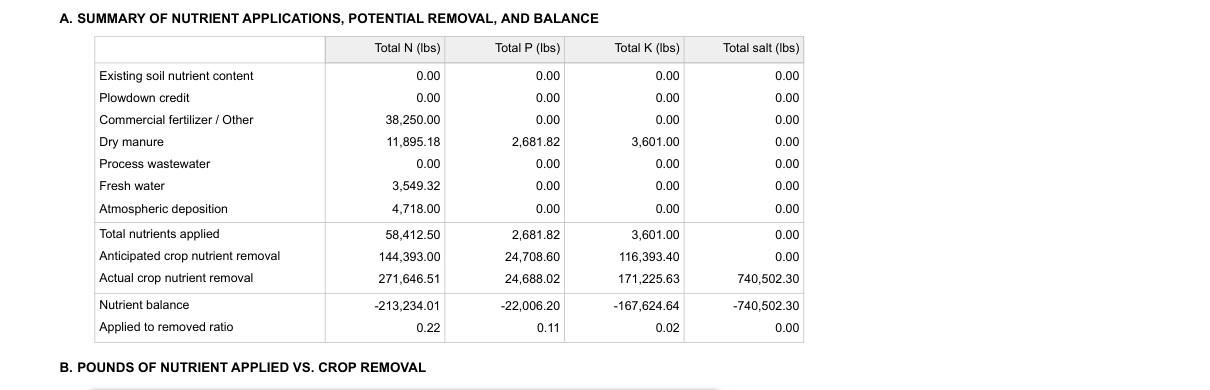 A. SUMMARY OF NUTRIENT APPLICATIONS, POTENTIAL REMOVAL, AND BALANCE
Total N (lbs) Total P (lbs) Total K (lbs) Total salt (lbs)
Existing soil nutrient content 0.00 0.00 0.00 0.00
Plowdown credit 0.00 0.00 0.00 0.00
Commercial fertilizer / Other 38,250.00 0.00 0.00 0.00
Dry manure 11,895.18 2,681.82 3,601.00 0.00
Process wastewater 0.00 0.00 0.00 0.00
Fresh water 3,549.32 0.00 0.00 0.00
Atmospheric deposition 4,718.00 0.00 0.00 0.00
Total nutrients applied 58,412.50 2,681.82 3,601.00 0.00
Anticipated crop nutrient removal 144,393.00 24,708.60 116,393.40 0.00
Actual crop nutrient removal 271,646.51 24,688.02 171,225.63 740,502.30
Nutrient balance -213,234.01 -22,006.20 -167,624.64 -740,502.30
Applied to removed ratio 0.22 0.11 0.02 0.00
B. POUNDS OF NUTRIENT APPLIED VS. CROP REMOVAL